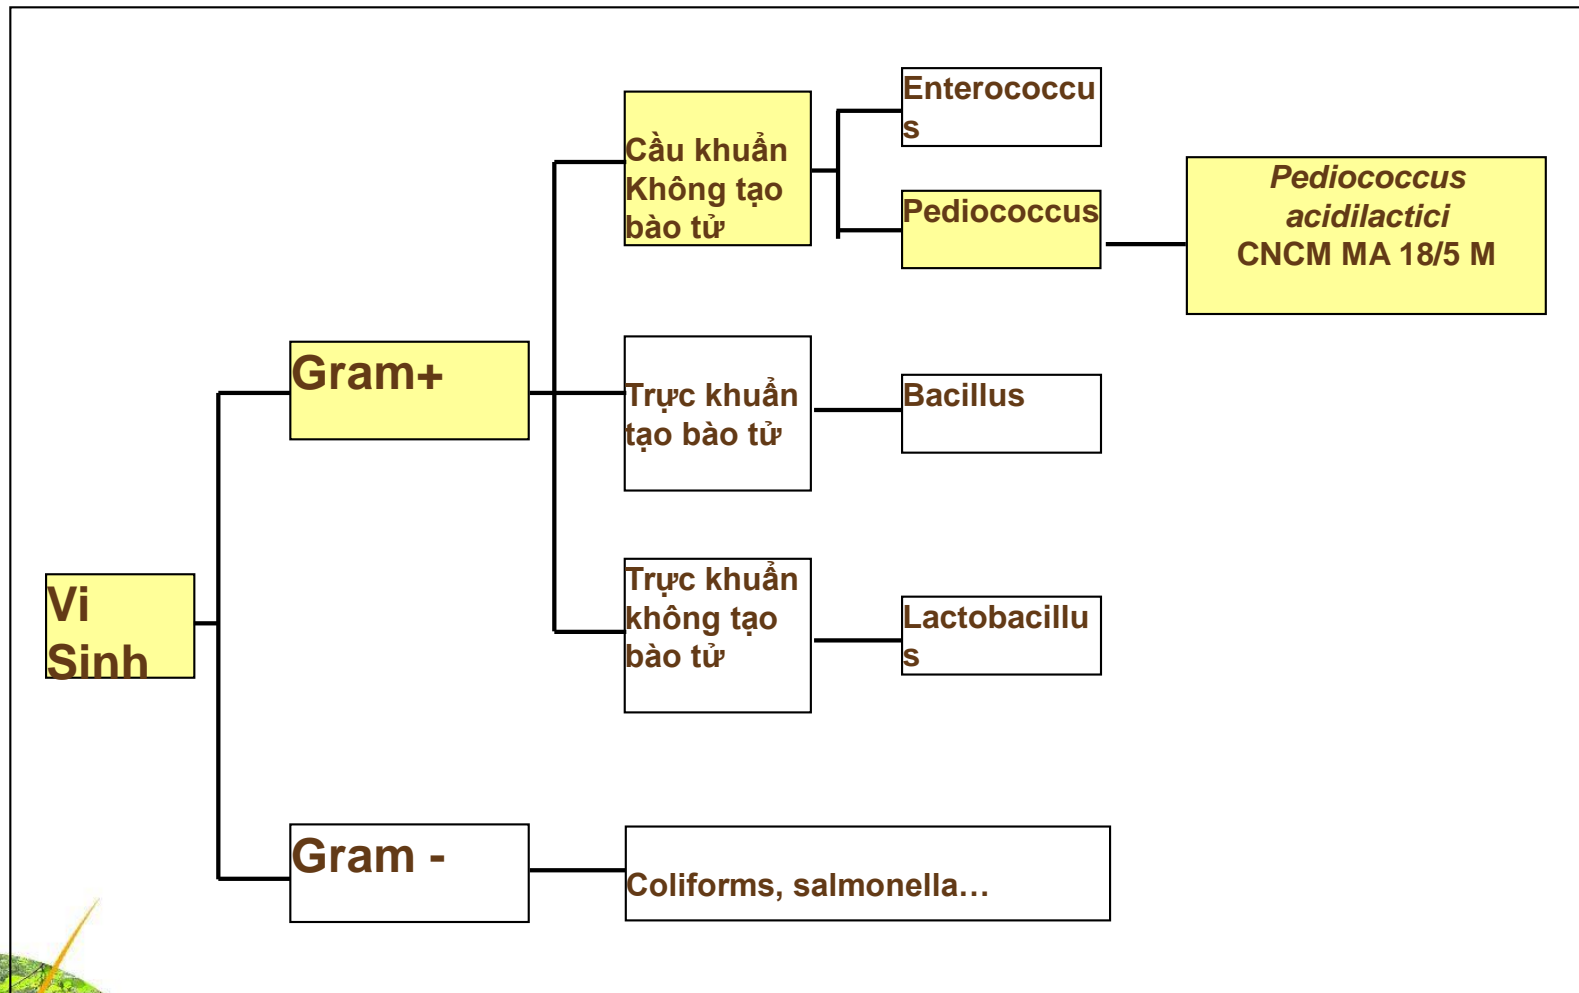 Enterococcu
s
Cầu khuẩn
Không tạo
bào tử
Pediococcus
Pediococcus
acidilactici
CNCM MA 18/5 M
Gram+
Trực khuẩn
tạo bào tử
Bacillus
Trực khuẩn
không tạo
bào tử
Lactobacillu
s
Vi
Sinh
Gram -
Coliforms, salmonella…